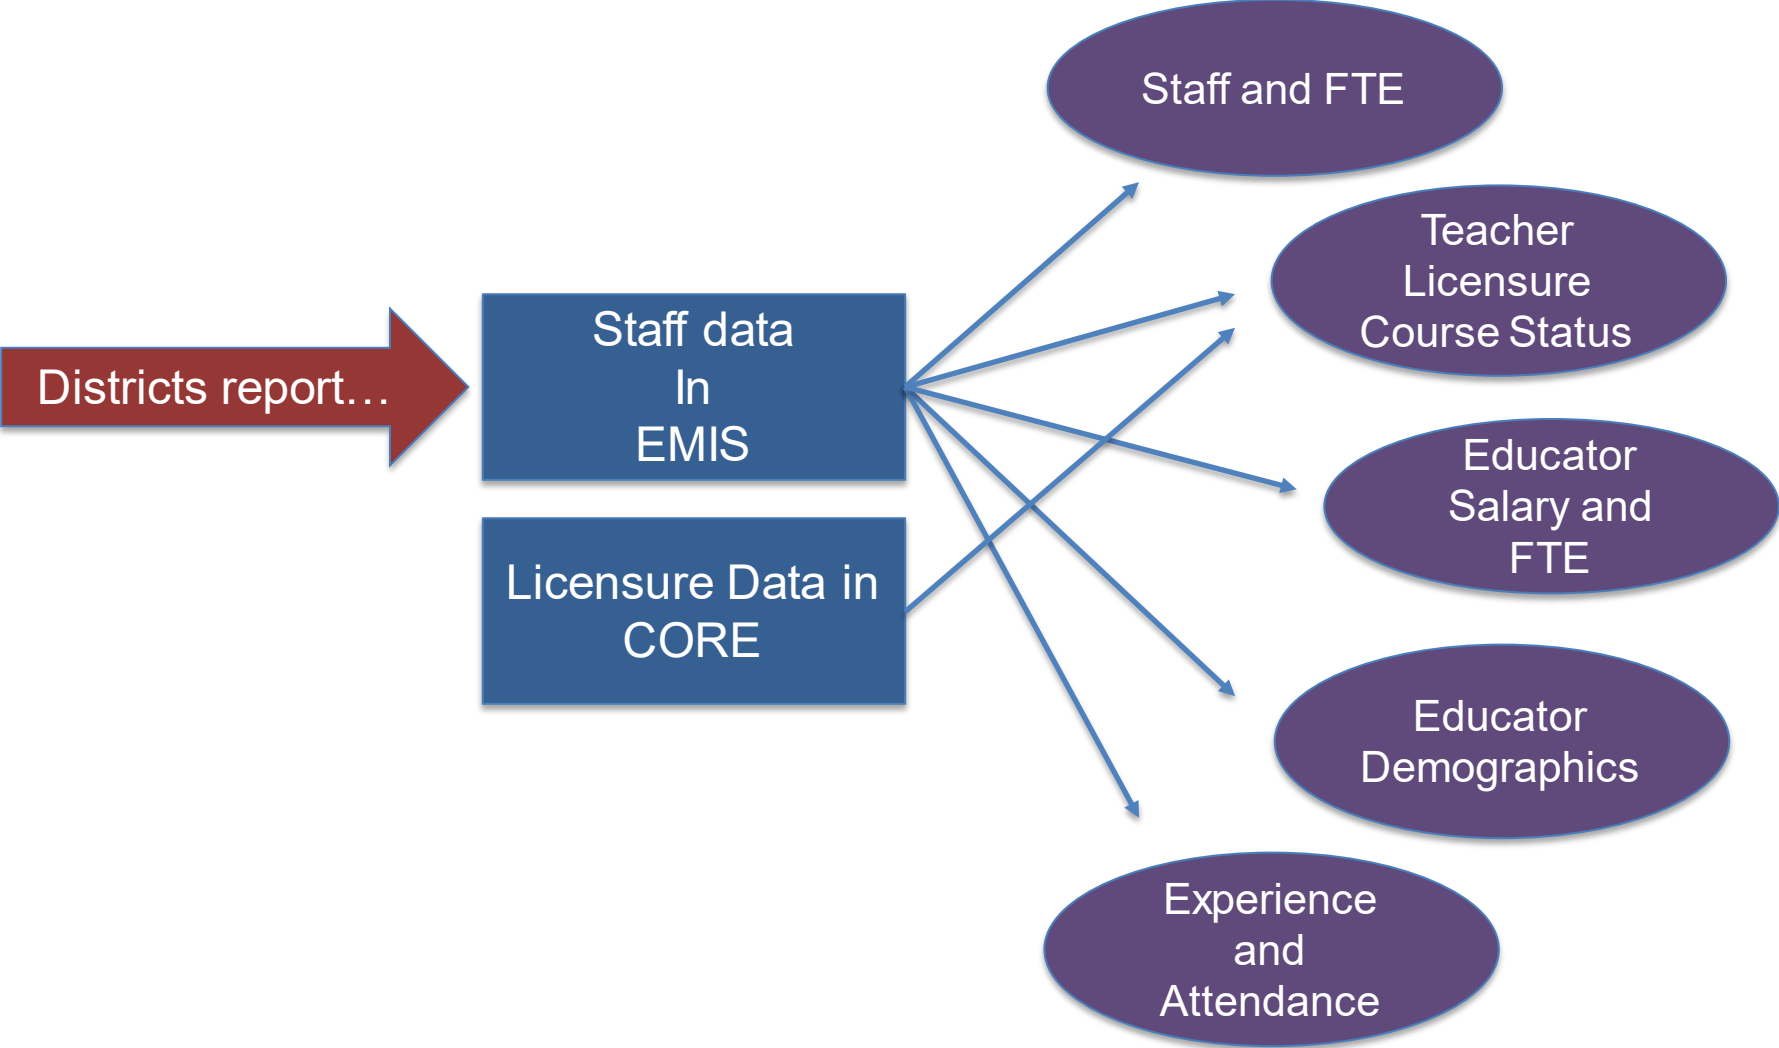 Districts report…
Staff data
In
EMIS
Licensure Data in
CORE
Staff and FTE
Teacher
Licensure
Course Status
Educator
Salary and
FTE
Educator
Demographics
Experience
and
Attendance